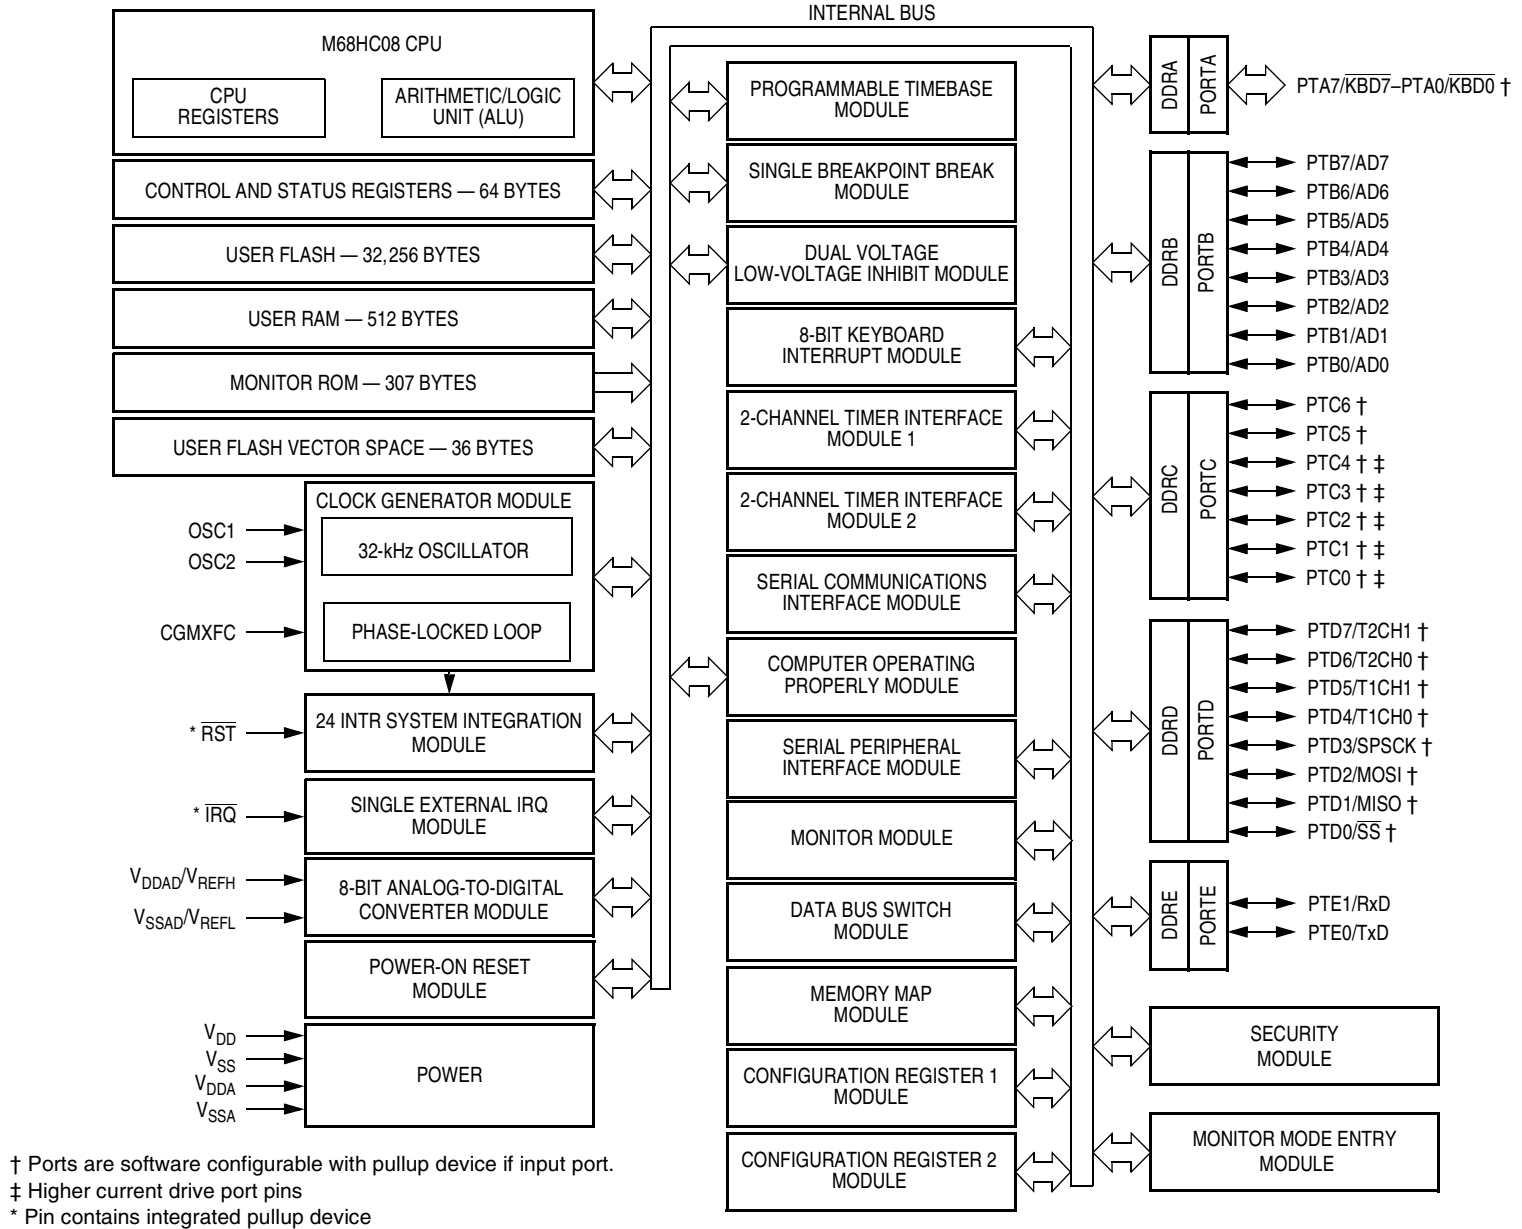 INTERNAL BUS
M68HC08 CPU
CPU
REGISTERS
ARITHMETIC/LOGIC
UNIT (ALU)
CONTROL AND STATUS REGISTERS — 64 BYTES
USER FLASH — 32,256 BYTES
USER RAM — 512 BYTES
MONITOR ROM — 307 BYTES
USER FLASH VECTOR SPACE — 36 BYTES
CLOCK GENERATOR MODULE
32-kHz OSCILLATOR
PHASE-LOCKED LOOP
OSC1
OSC2
CGMXFC
24 INTR SYSTEM INTEGRATION
MODULE
* R̅S̅T̅
SINGLE EXTERNAL IRQ
MODULE
* I̅R̅Q̅
8-BIT ANALOG-TO-DIGITAL
CONVERTER MODULE
VDDAD/VREFH
VSSAD/VREFL
POWER-ON RESET
MODULE
POWER
VDD
VSS
VDDA
VSSA
PROGRAMMABLE TIMEBASE
MODULE
SINGLE BREAKPOINT BREAK
MODULE
DUAL VOLTAGE
LOW-VOLTAGE INHIBIT MODULE
8-BIT KEYBOARD
INTERRUPT MODULE
2-CHANNEL TIMER INTERFACE
MODULE 1
2-CHANNEL TIMER INTERFACE
MODULE 2
SERIAL COMMUNICATIONS
INTERFACE MODULE
COMPUTER OPERATING
PROPERLY MODULE
SERIAL PERIPHERAL
INTERFACE MODULE
MONITOR MODULE
DATA BUS SWITCH
MODULE
MEMORY MAP
MODULE
CONFIGURATION REGISTER 1
MODULE
CONFIGURATION REGISTER 2
MODULE
DDRA
PORTA
PTA7/K̅B̅D̅7̅–PTA0/K̅B̅D̅0̅ †
DDRB
PORTB
PTB7/AD7
PTB6/AD6
PTB5/AD5
PTB4/AD4
PTB3/AD3
PTB2/AD2
PTB1/AD1
PTB0/AD0
DDRC
PORTC
PTC6 †
PTC5 †
PTC4 † ‡
PTC3 † ‡
PTC2 † ‡
PTC1 † ‡
PTC0 † ‡
DDRD
PORTD
PTD7/T2CH1 †
PTD6/T2CH0 †
PTD5/T1CH1 †
PTD4/T1CH0 †
PTD3/SPSCK †
PTD2/MOSI †
PTD1/MISO †
PTD0/S̅S̅ †
DDRE
PORTE
PTE1/RxD
PTE0/TxD
SECURITY
MODULE
MONITOR MODE ENTRY
MODULE
† Ports are software configurable with pullup device if input port.
‡ Higher current drive port pins
* Pin contains integrated pullup device